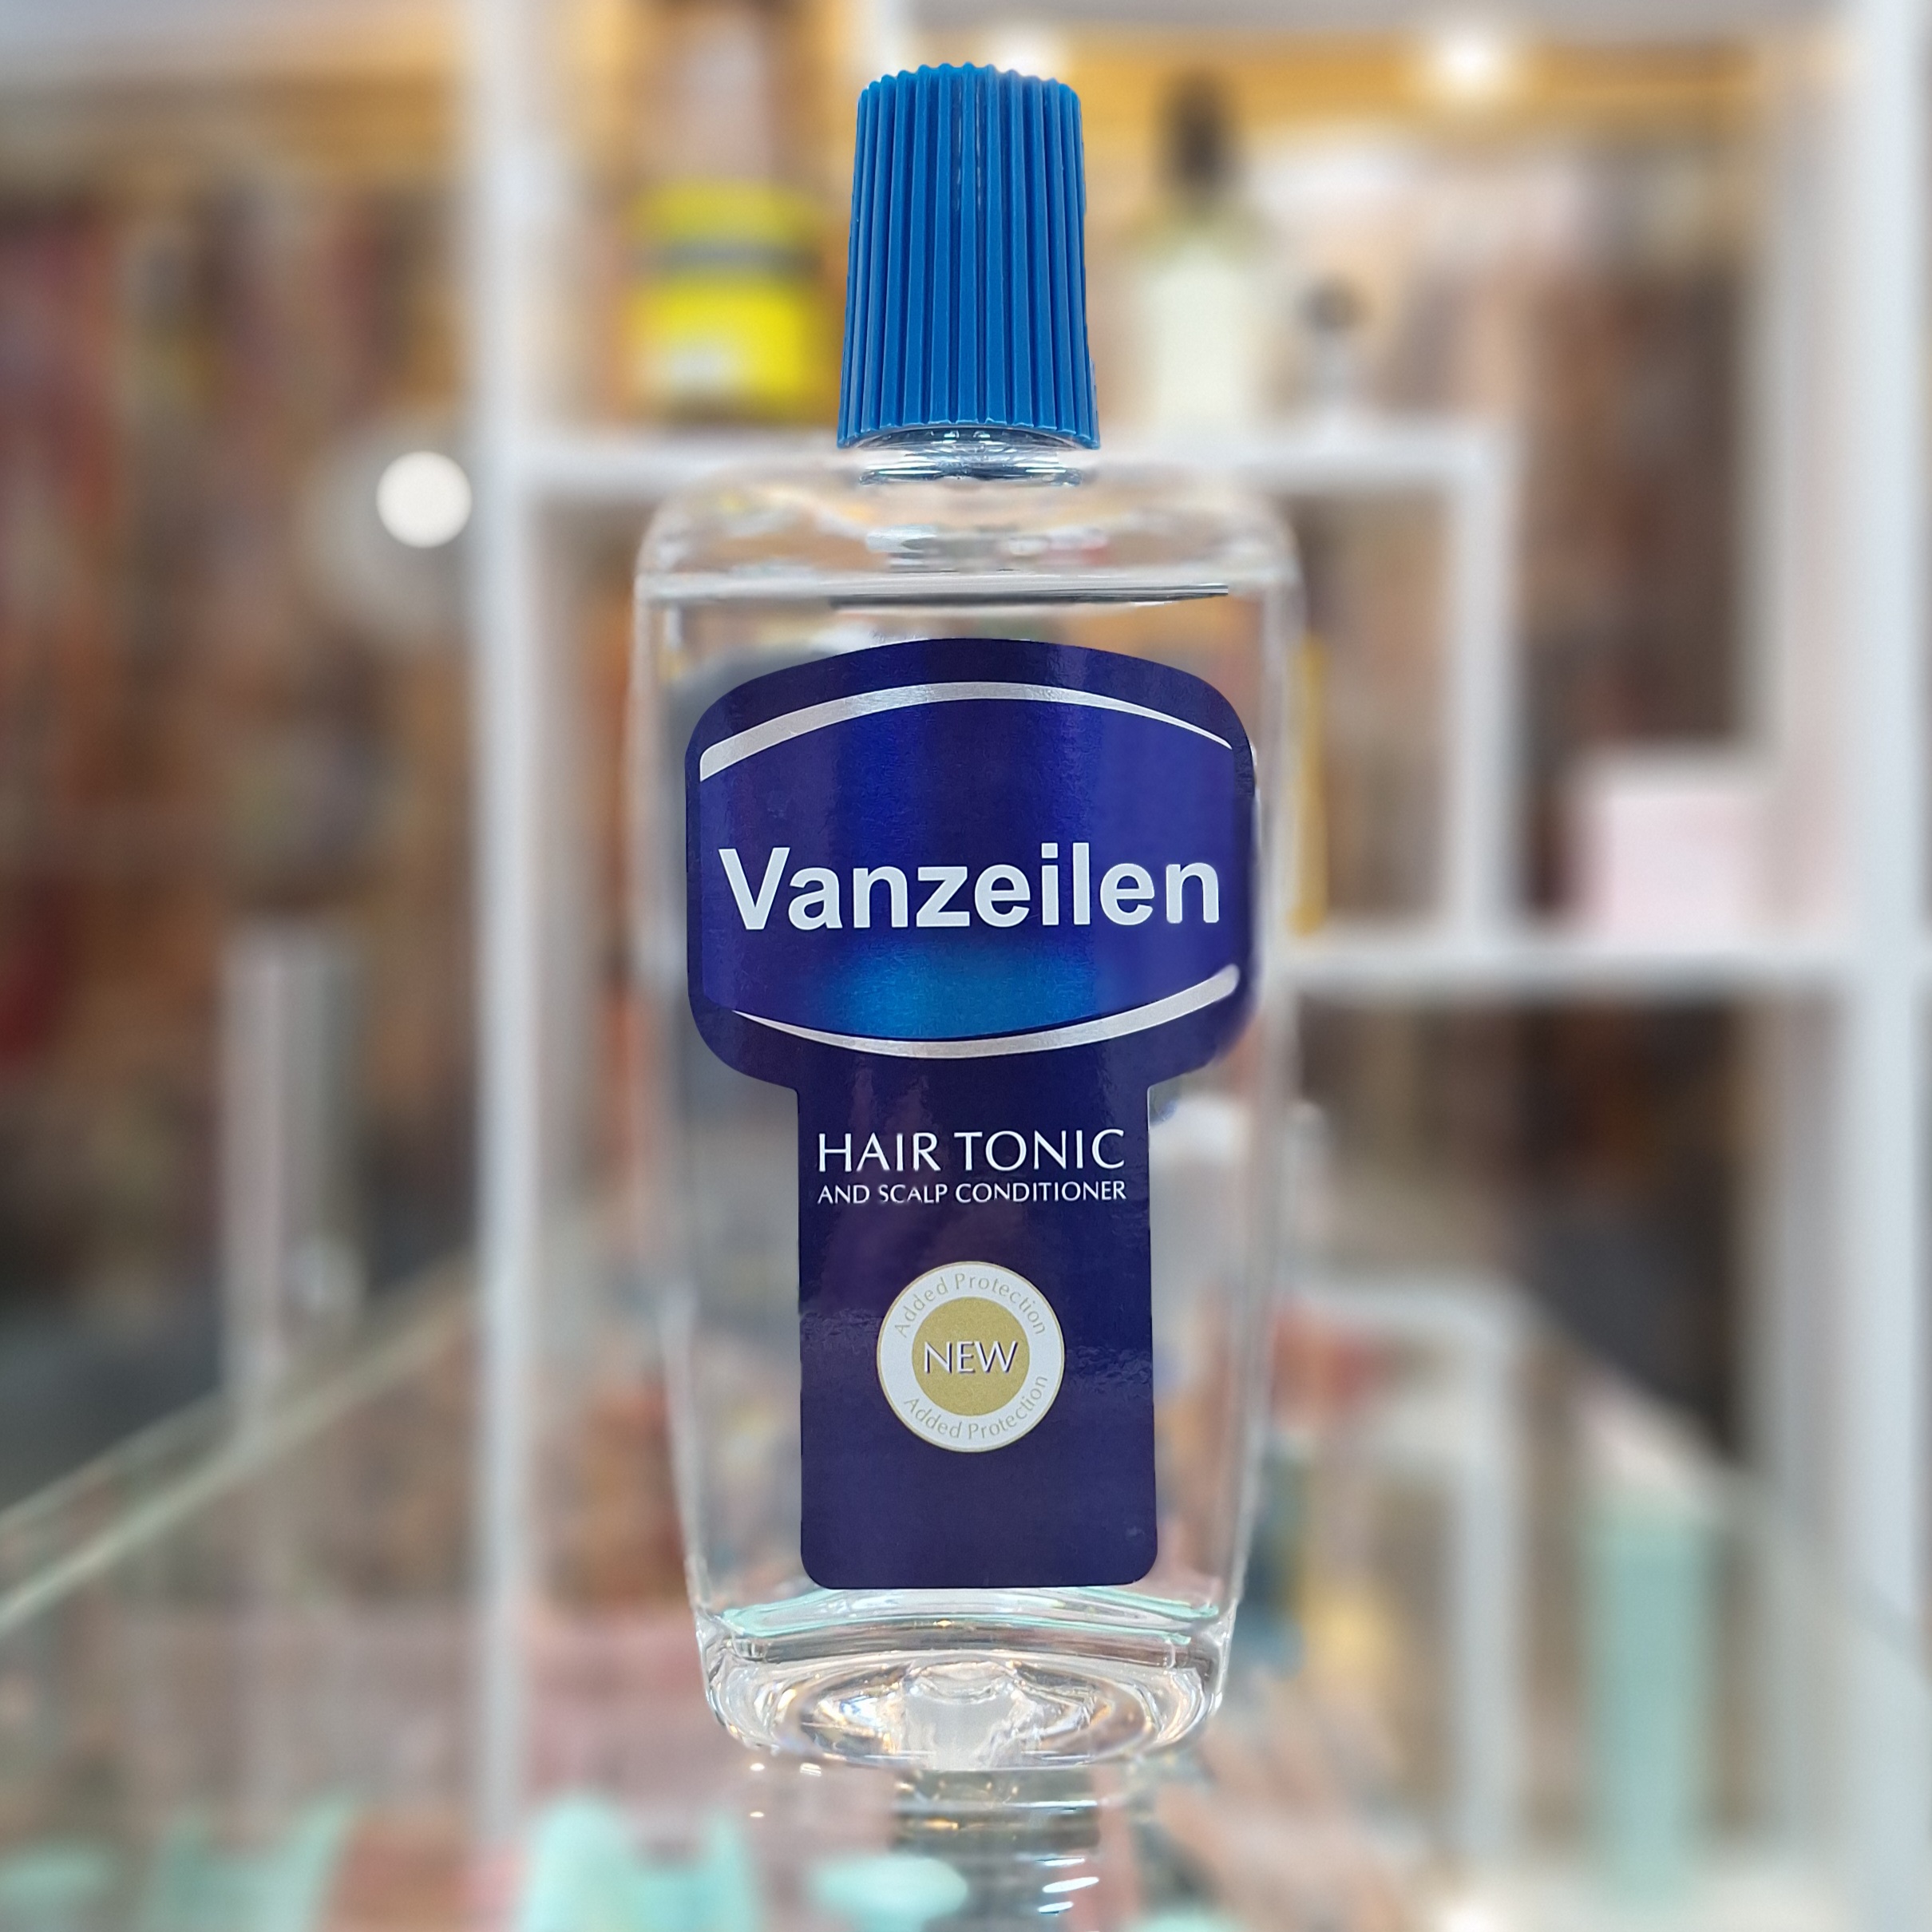 Vanzeilen
HAIR TONIC
AND SCALP CONDITIONER
Added Protection
NEW
Added Protection